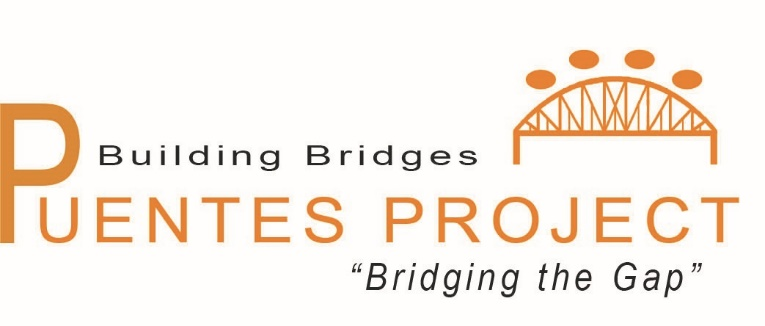 Building Bridges
PUENTES PROJECT
“Bridging the Gap”